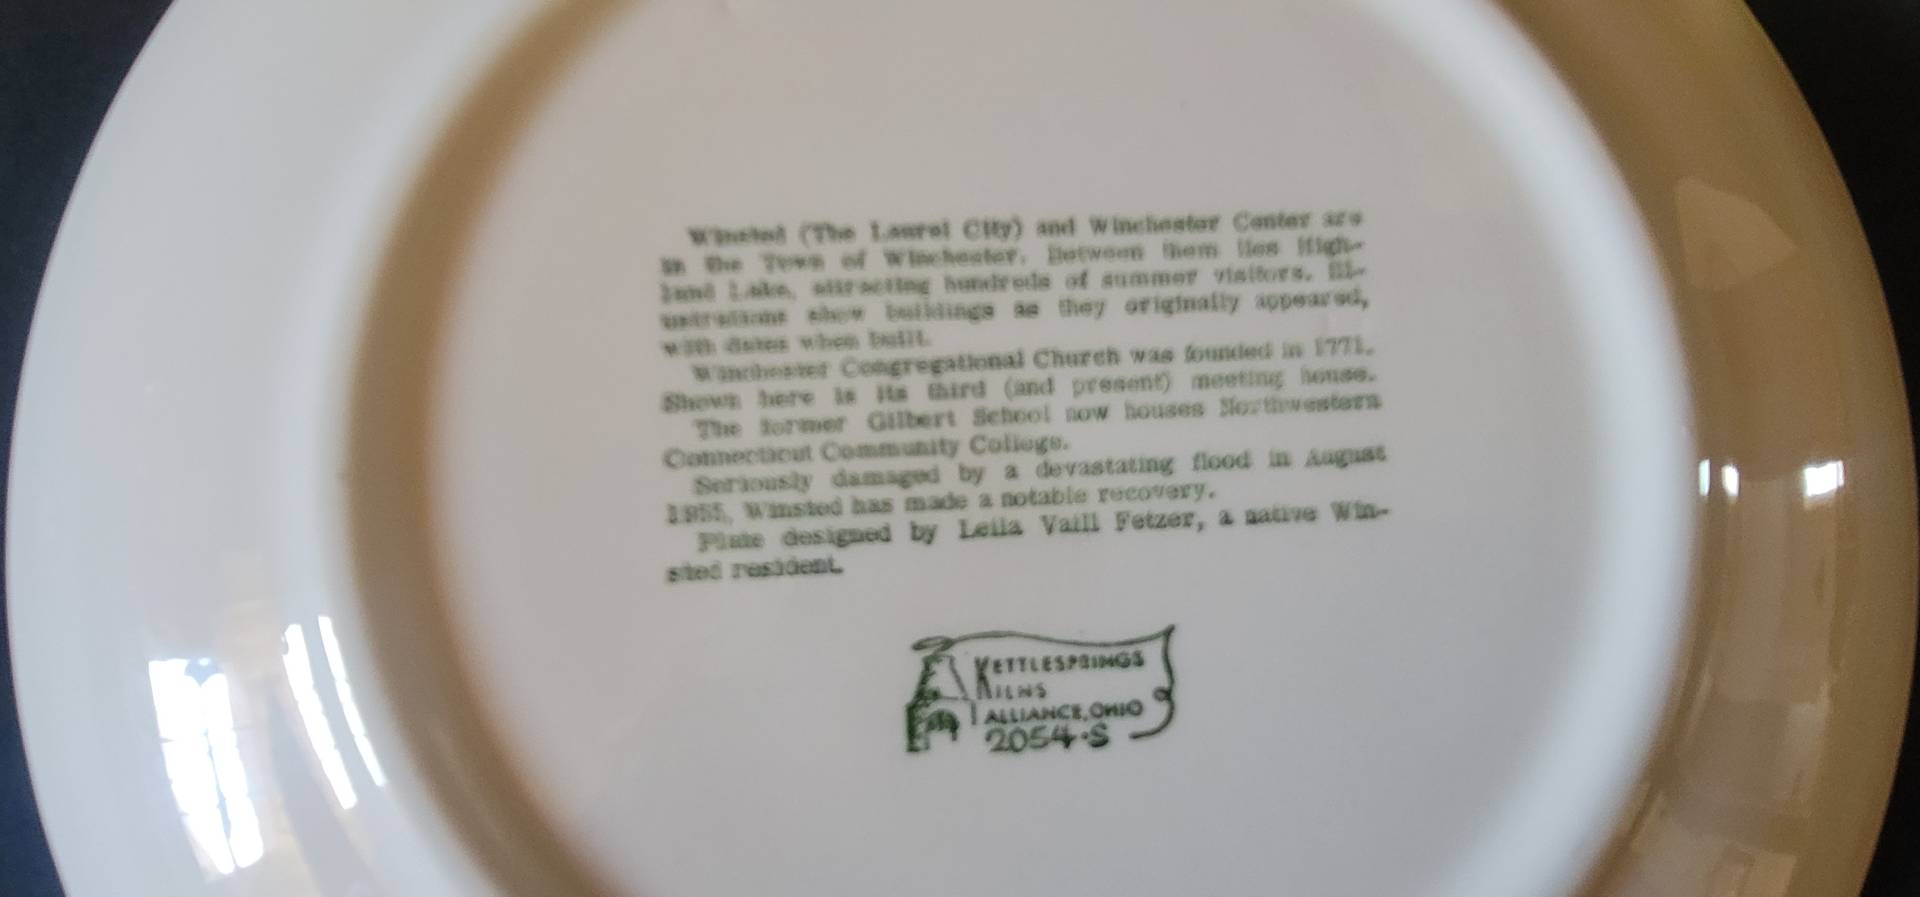 Winsted (The Laurel City) and Winchester Center are
in the Town of Winchester. Between them lies High-
land Lake, attracting hundreds of summer visitors. Ill-
ustrations show buildings as they originally appeared,
with dates when built.
Winchester Congregational Church was founded in 1771.
Shown here is its third (and present) meeting house.
The former Gilbert School now houses Northwestern
Connecticut Community College.
Seriously damaged by a devastating flood in August
1955, Winsted has made a notable recovery.
Plate designed by Leila Vaill Fetzer, a native Win-
sted resident.
KETTLESPRINGS
KILNS
ALLIANCE, OHIO
2054-S